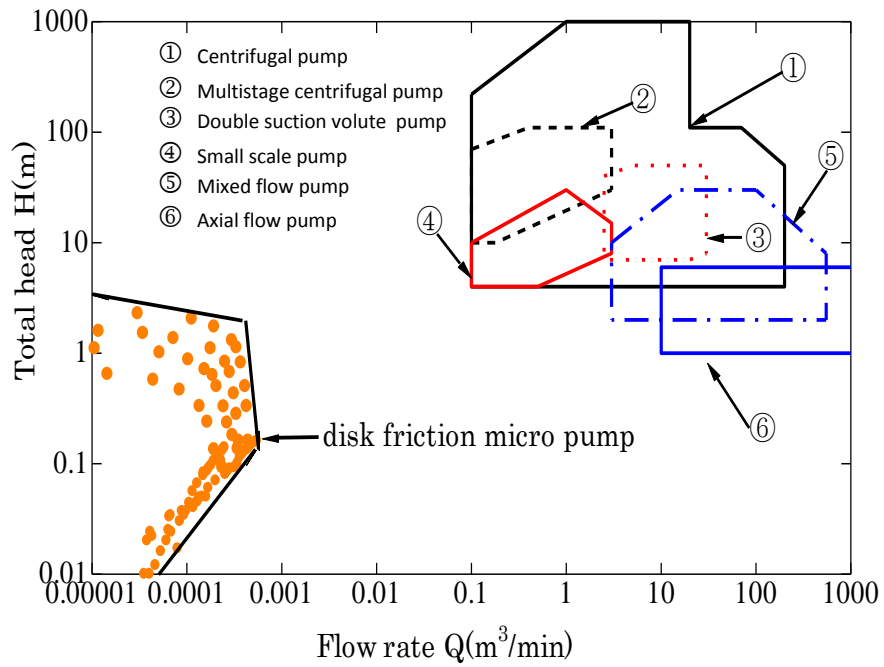 1000
① Centrifugal pump
② Multistage centrifugal pump
③ Double suction volute pump
④ Small scale pump
⑤ Mixed flow pump
⑥ Axial flow pump
①
②
③
④
⑤
⑥
100
10
1
0.1
0.01
Total head H(m)
disk friction micro pump
0.00001 0.0001 0.001 0.1 1 10 100 1000
Flow rate Q(m³/min)